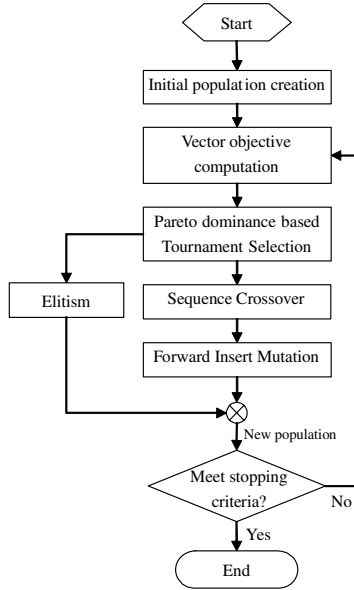 Start
Initial population creation
Vector objective
computation
Pareto dominance based
Tournament Selection
Elitism
Sequence Crossover
Forward Insert Mutation
New population
Meet stopping
criteria?
No
Yes
End